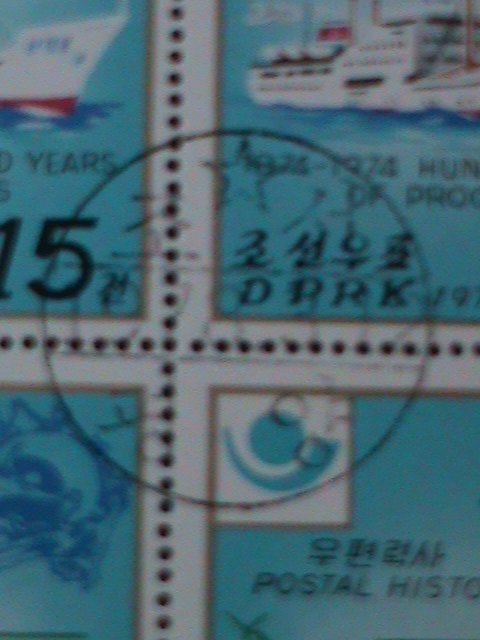 D YEARS
S
15 전
1874-1974 HUN
OF PROG
조선우표
DPRK 197
우편력사
POSTAL HISTO